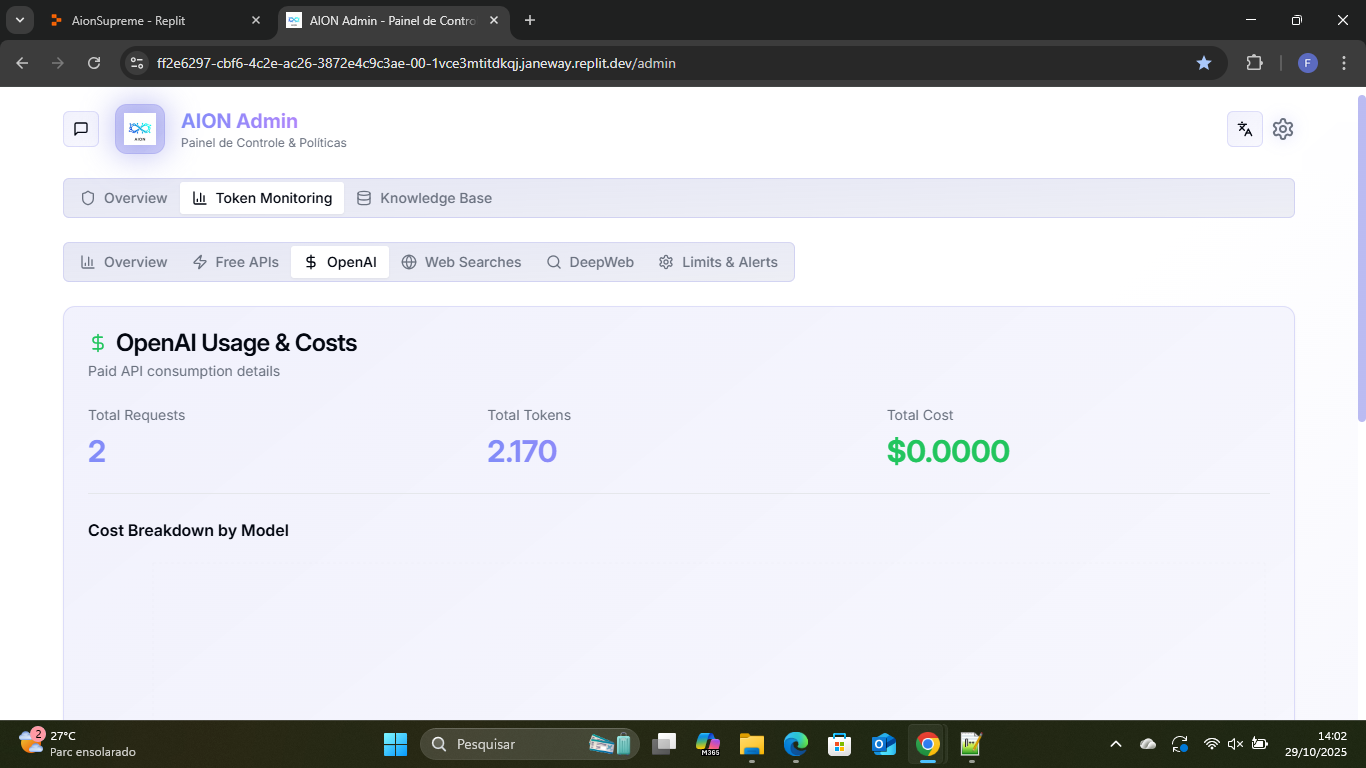 AionSupreme - Replit
AION Admin - Painel de Contro
ff2e6297-cbf6-4c2e-ac26-3872e4c9c3ae-00-1vce3mtitdkqj.janeway.replit.dev/admin
F
AION
AION Admin
Painel de Controle & Políticas
Overview Token Monitoring Knowledge Base
Overview Free APIs OpenAI Web Searches DeepWeb Limits & Alerts
$ OpenAI Usage & Costs
Paid API consumption details
Total Requests Total Tokens Total Cost
2 2.170 $0.0000
Cost Breakdown by Model
2
27°C
Parc ensolarado
Pesquisar
M365
14:02
29/10/2025